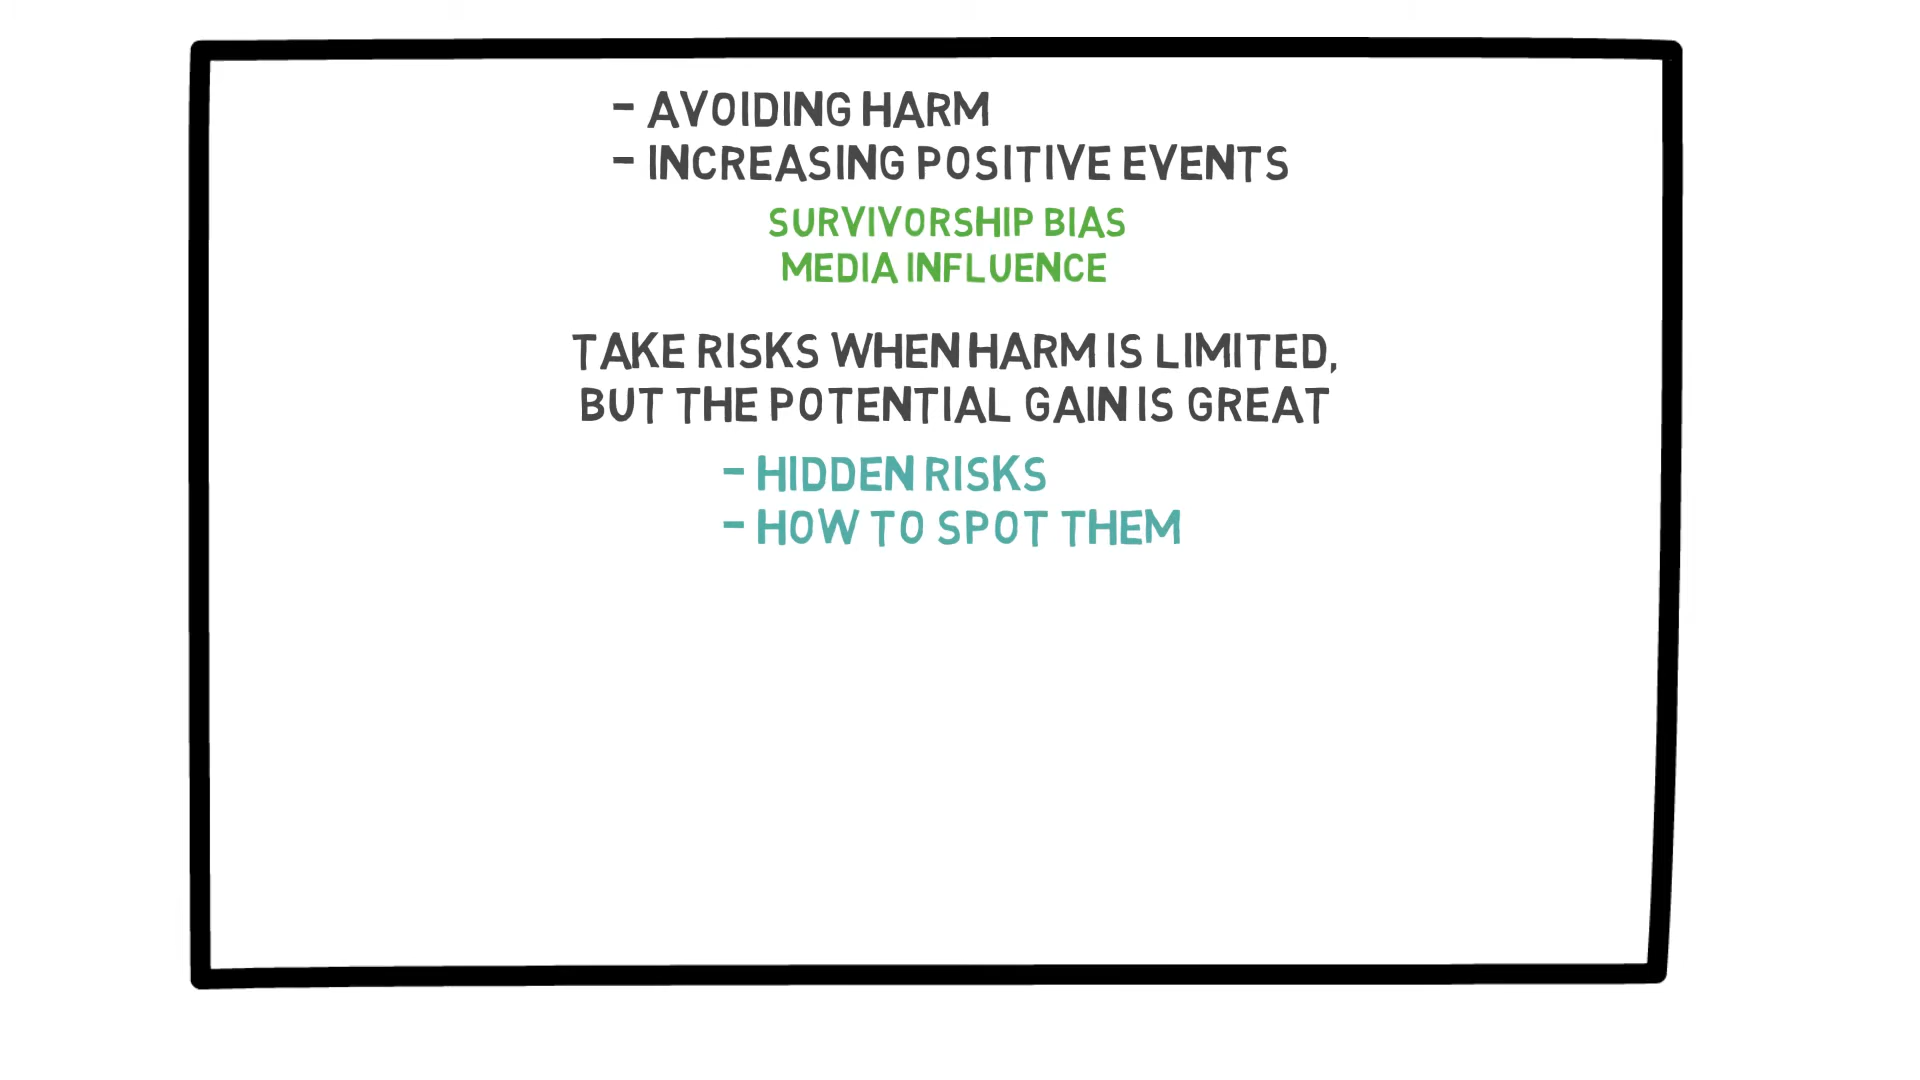 - AVOIDING HARM
- INCREASING POSITIVE EVENTS
SURVIVORSHIP BIAS
MEDIA INFLUENCE
TAKE RISKS WHEN HARM IS LIMITED,
BUT THE POTENTIAL GAIN IS GREAT
- HIDDEN RISKS
- HOW TO SPOT THEM